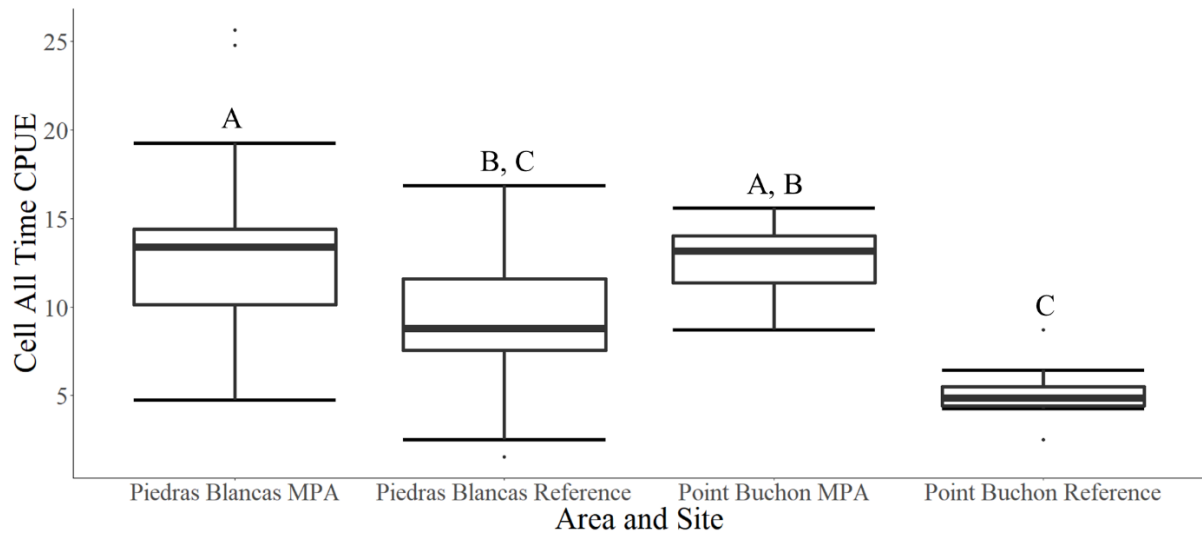 Cell All Time CPUE
25
20
15
10
5
A
B, C
A, B
C
Piedras Blancas MPA
Piedras Blancas Reference
Point Buchon MPA
Point Buchon Reference
Area and Site